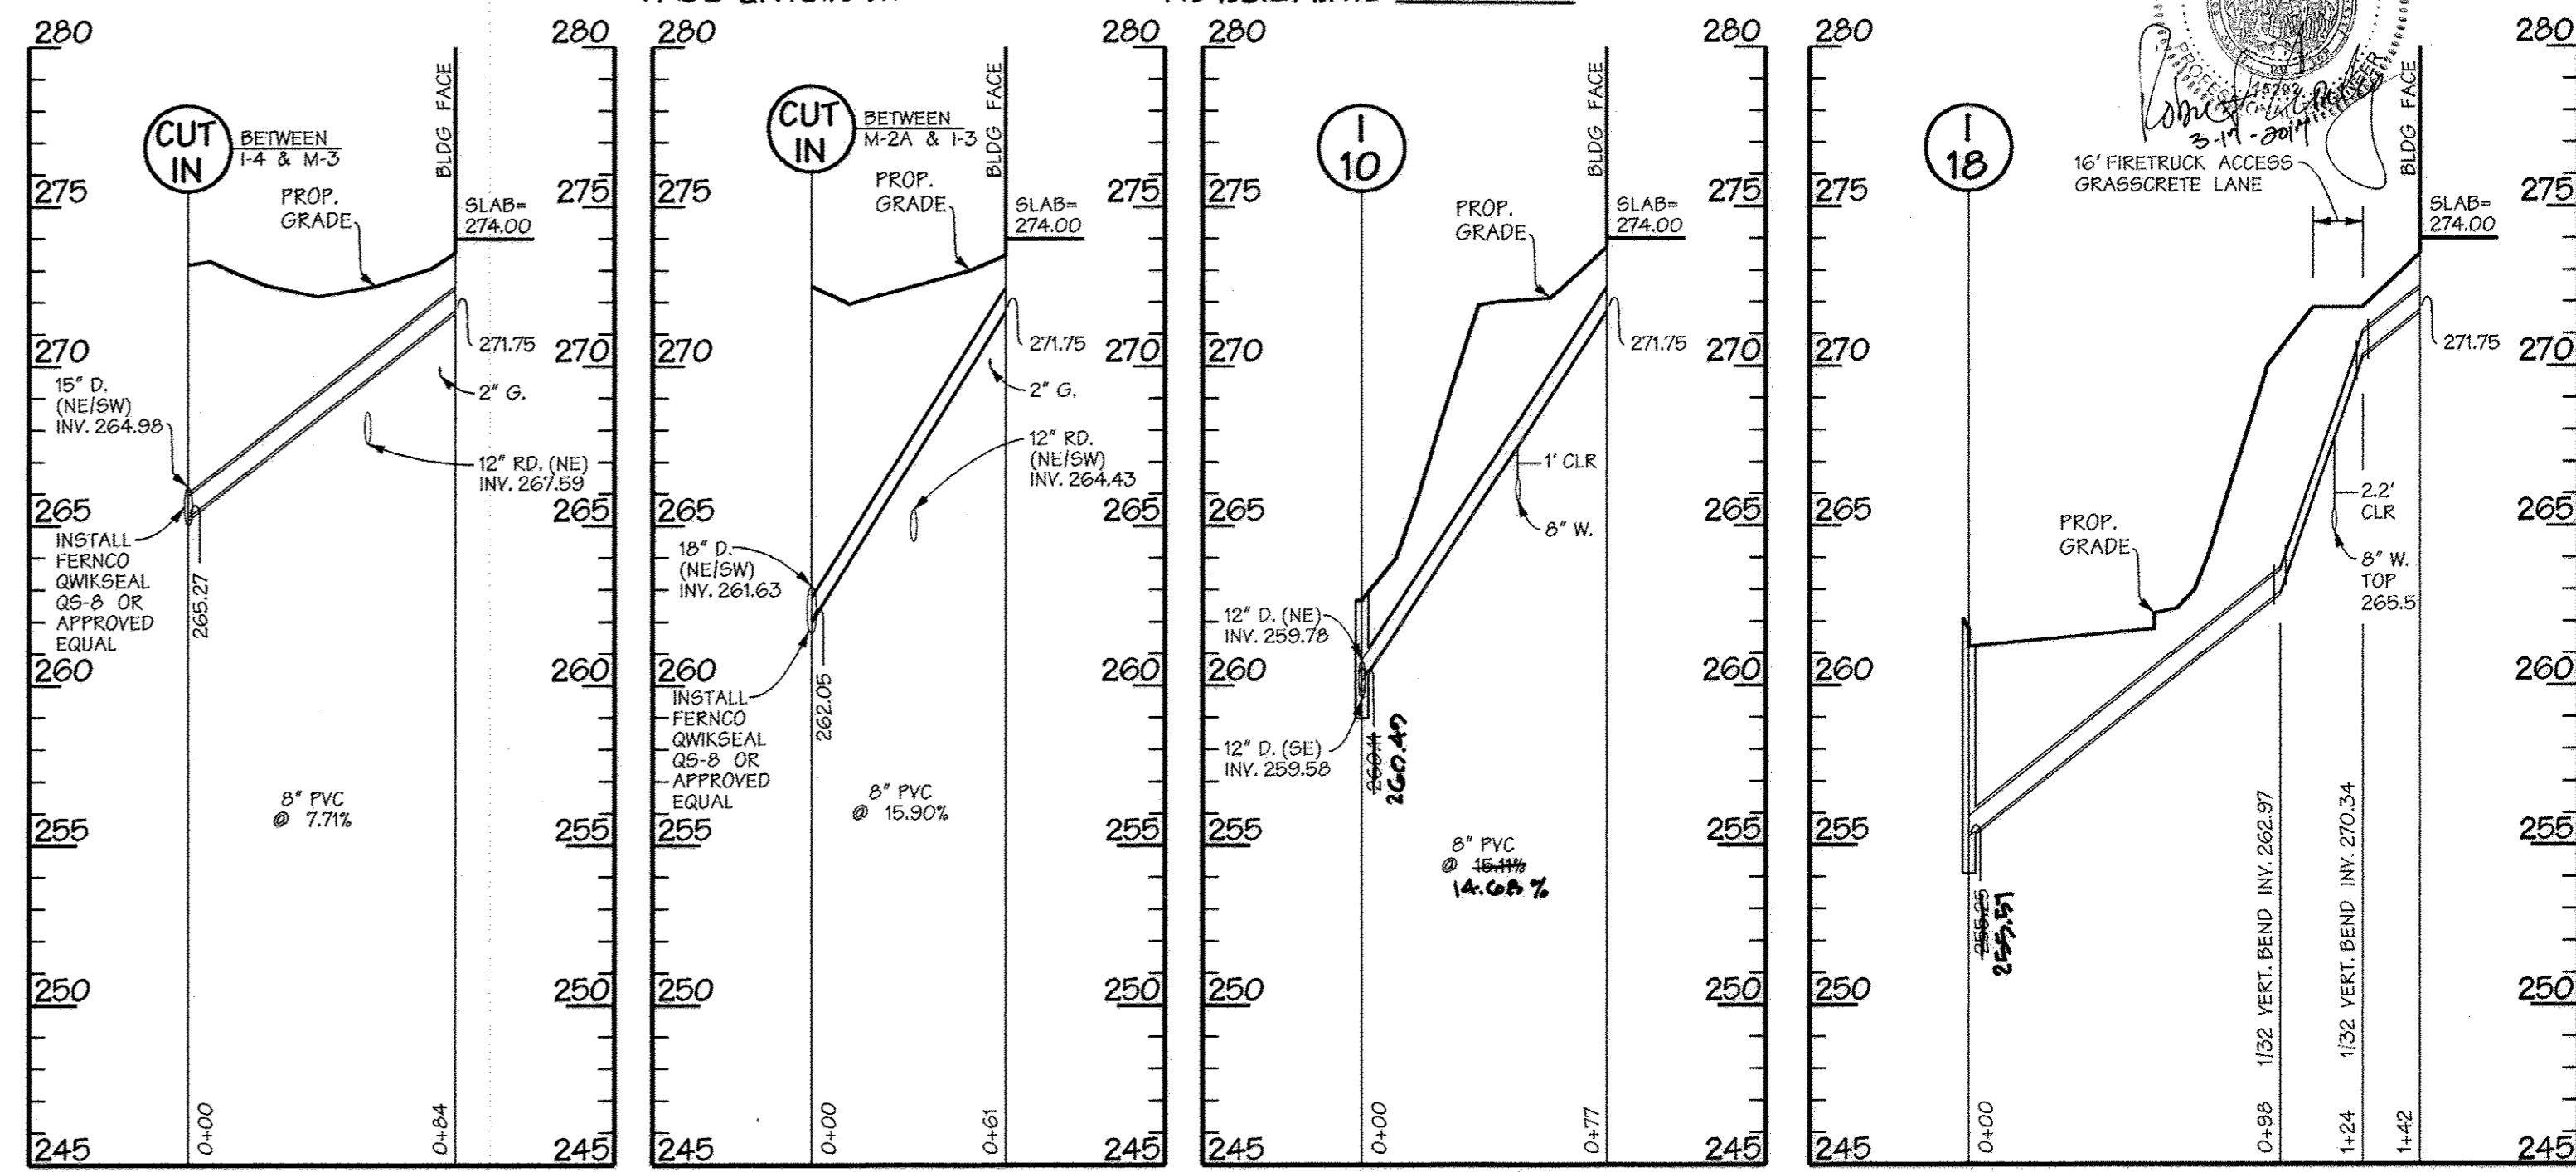 280
275
270
265
260
255
250
245
CUT
IN
BETWEEN
I-4 & M-3
PROP.
GRADE
BLDG FACE
SLAB=
274.00
271.75
2" G.
15" D.
(NE/SW)
INV. 264.98
12" RD. (NE)
INV. 267.59
INSTALL
FERNCO
QWIKSEAL
QS-8 OR
APPROVED
EQUAL
265.27
8" PVC
@ 7.71%
0+00
0+84
280
275
270
265
260
255
250
245
280
275
270
265
260
255
250
245
CUT
IN
BETWEEN
M-2A & I-3
PROP.
GRADE
BLDG FACE
SLAB=
274.00
271.75
2" G.
12" RD.
(NE/SW)
INV. 264.43
18" D.
(NE/SW)
INV. 261.63
INSTALL
FERNCO
QWIKSEAL
QS-8 OR
APPROVED
EQUAL
262.05
8" PVC
@ 15.90%
0+00
0+61
280
275
270
265
260
255
250
245
280
275
270
265
260
255
250
245
I
10
PROP.
GRADE
BLDG FACE
SLAB=
274.00
271.75
1' CLR
8" W.
12" D. (NE)
INV. 259.78
12" D. (SE)
INV. 259.58
260.11
260.49
8" PVC
@ 15.11%
14.68 %
0+00
0+77
280
275
270
265
260
255
250
245
280
275
270
265
260
255
250
245
I
18
3-17-2014
16' FIRETRUCK ACCESS
GRASSCRETE LANE
BLDG FACE
SLAB=
274.00
271.75
PROP.
GRADE
2.2'
CLR
8" W.
TOP
265.5
255.25
255.57
1/32 VERT. BEND INV. 262.97
1/32 VERT. BEND INV. 270.34
0+00
0+98
1+24
1+42
280
275
270
265
260
255
250
245